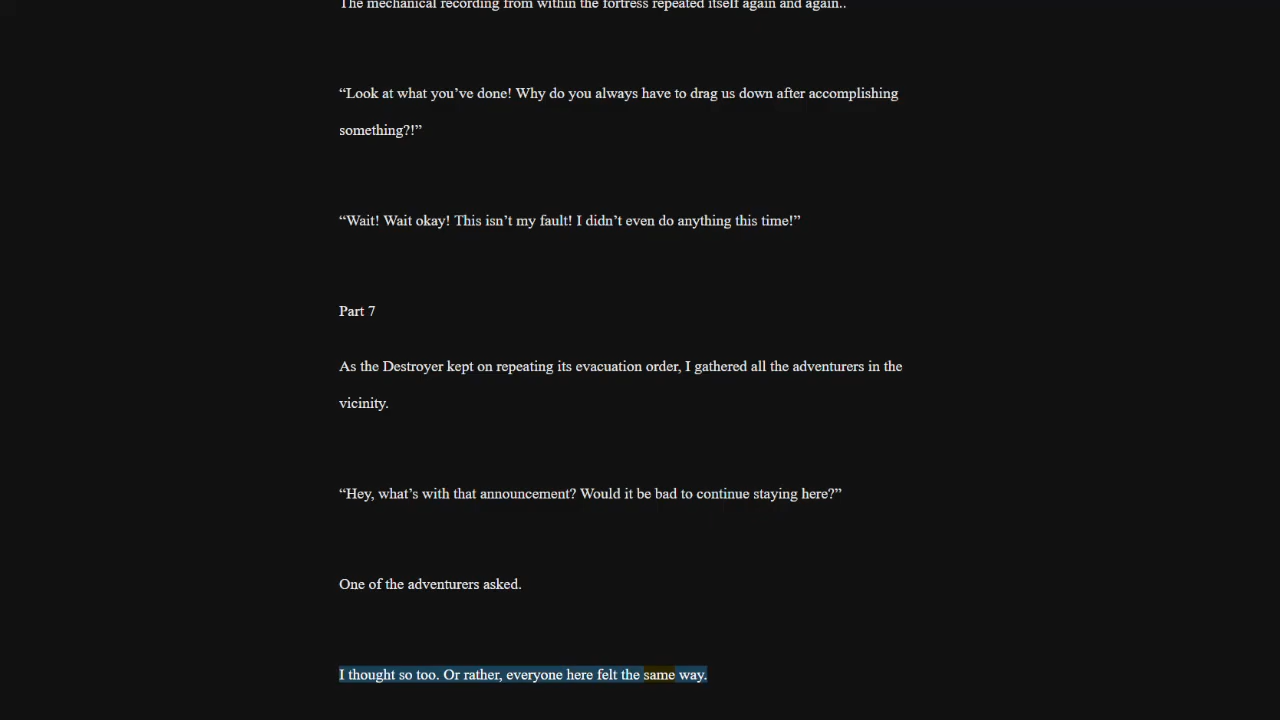 The mechanical recording from within the fortress repeated itself again and again..
“Look at what you’ve done! Why do you always have to drag us down after accomplishing
something?!”
“Wait! Wait okay! This isn’t my fault! I didn’t even do anything this time!”
Part 7
As the Destroyer kept on repeating its evacuation order, I gathered all the adventurers in the
vicinity.
“Hey, what’s with that announcement? Would it be bad to continue staying here?”
One of the adventurers asked.
I thought so too. Or rather, everyone here felt the same way.